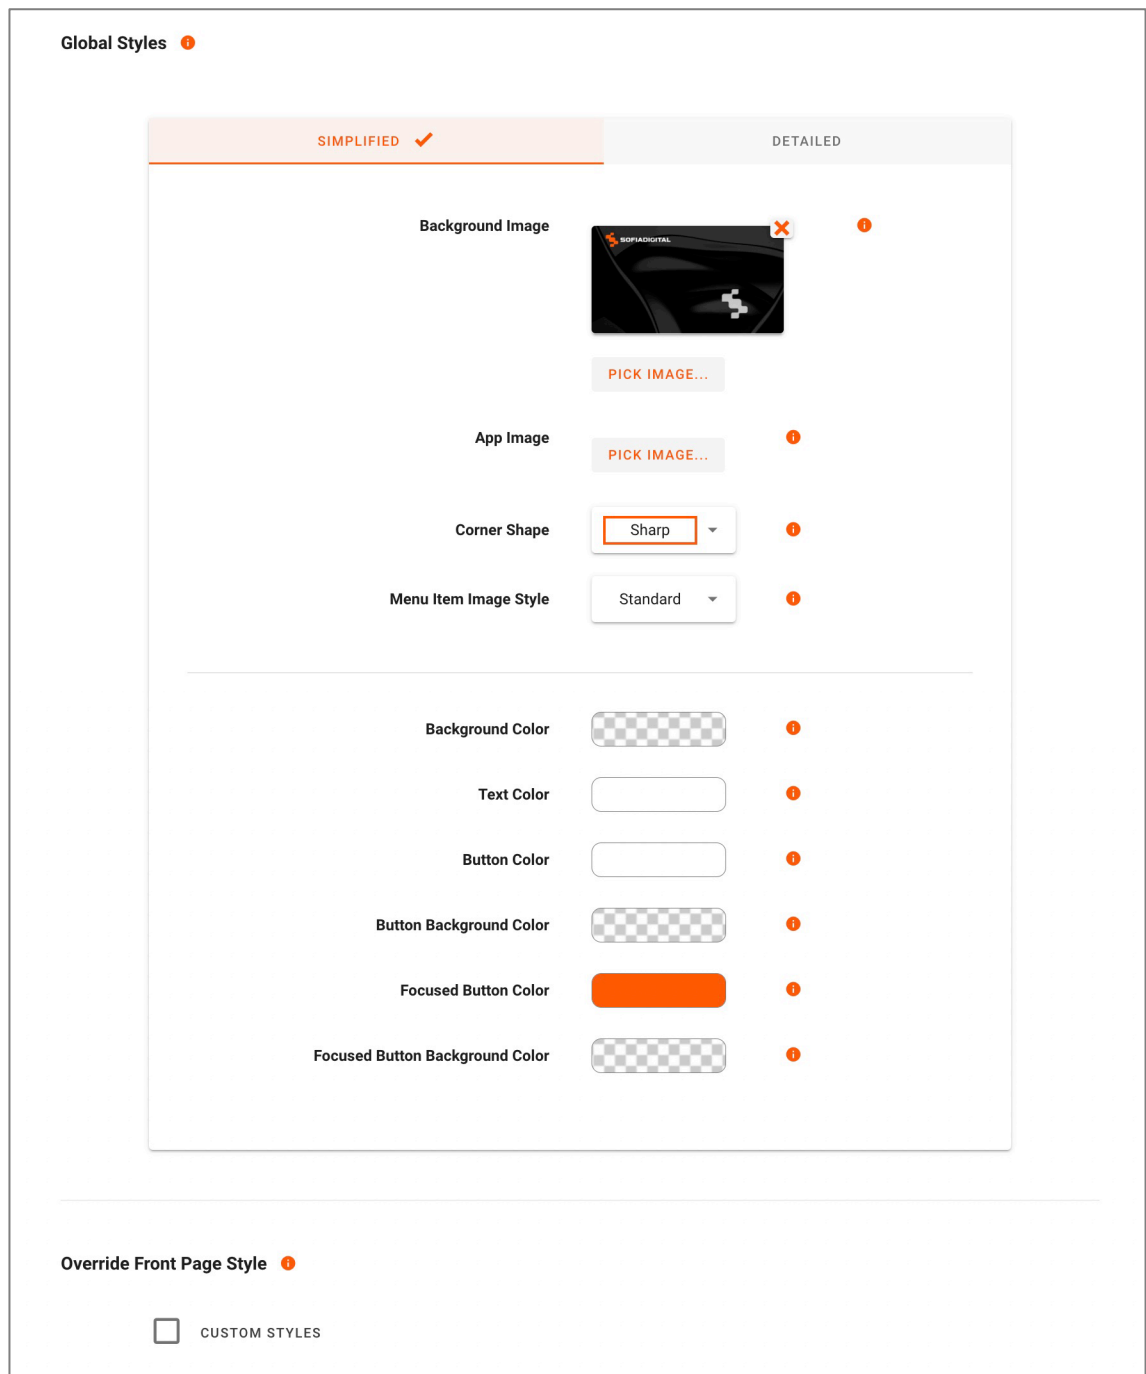 Global Styles
SIMPLIFIED
DETAILED
Background Image
SOFIADIGITAL
PICK IMAGE...
App Image
PICK IMAGE...
Corner Shape
Sharp
Menu Item Image Style
Standard
Background Color
Text Color
Button Color
Button Background Color
Focused Button Color
Focused Button Background Color
Override Front Page Style
CUSTOM STYLES